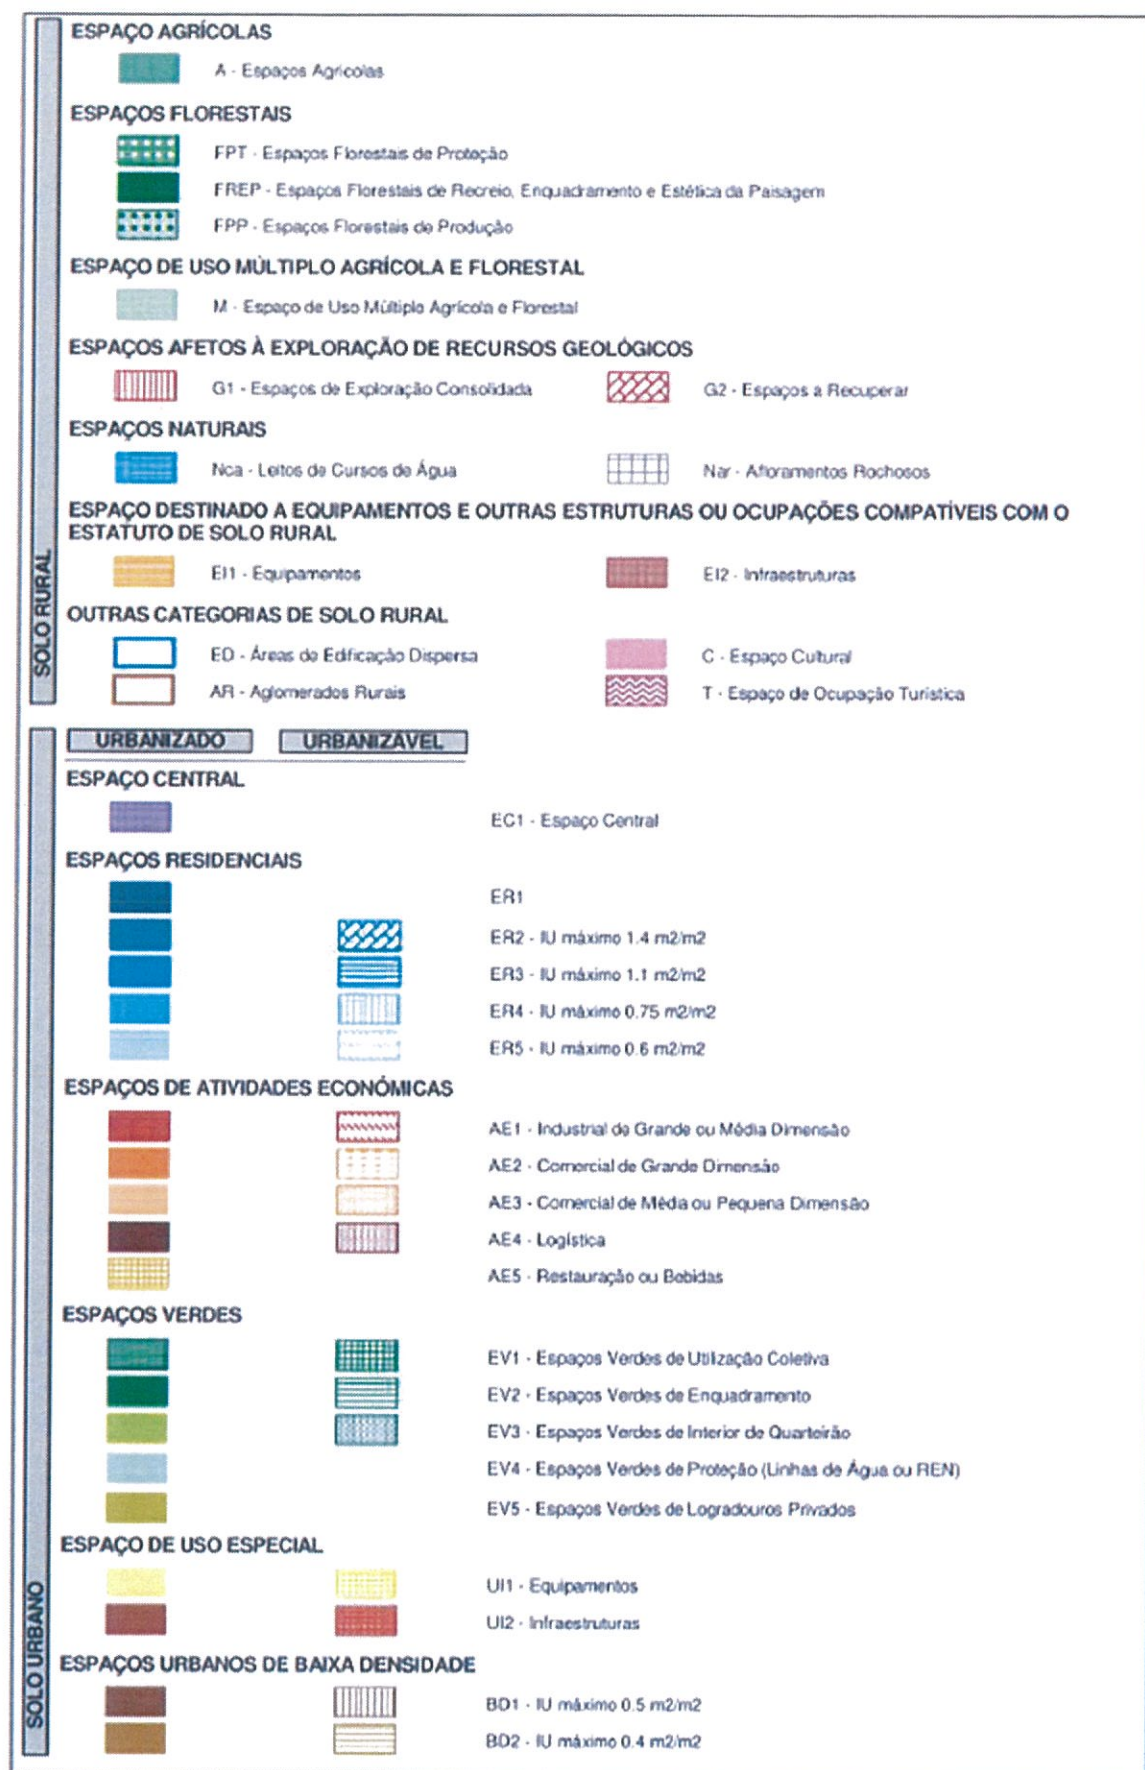 SOLO RURAL
ESPAÇO AGRÍCOLAS
A - Espaços Agrícolas
ESPAÇOS FLORESTAIS
FPT - Espaços Florestais de Proteção
FREP - Espaços Florestais de Recreio, Enquadramento e Estética da Paisagem
FPP - Espaços Florestais de Produção
ESPAÇO DE USO MÚLTIPLO AGRÍCOLA E FLORESTAL
M - Espaço de Uso Múltiplo Agrícola e Florestal
ESPAÇOS AFETOS À EXPLORAÇÃO DE RECURSOS GEOLÓGICOS
G1 - Espaços de Exploração Consolidada
G2 - Espaços a Recuperar
ESPAÇOS NATURAIS
Nca - Leitos de Cursos de Água
Nar - Afloramentos Rochosos
ESPAÇO DESTINADO A EQUIPAMENTOS E OUTRAS ESTRUTURAS OU OCUPAÇÕES COMPATÍVEIS COM O
ESTATUTO DE SOLO RURAL
EI1 - Equipamentos
EI2 - Infraestruturas
OUTRAS CATEGORIAS DE SOLO RURAL
ED - Áreas de Edificação Dispersa
C - Espaço Cultural
AR - Aglomerados Rurais
T - Espaço de Ocupação Turística
SOLO URBANO
URBANIZADO URBANIZÁVEL
ESPAÇO CENTRAL
EC1 - Espaço Central
ESPAÇOS RESIDENCIAIS
ER1
ER2 - IU máximo 1.4 m2/m2
ER3 - IU máximo 1.1 m2/m2
ER4 - IU máximo 0.75 m2/m2
ER5 - IU máximo 0.6 m2/m2
ESPAÇOS DE ATIVIDADES ECONÓMICAS
AE1 - Industrial de Grande ou Média Dimensão
AE2 - Comercial de Grande Dimensão
AE3 - Comercial de Média ou Pequena Dimensão
AE4 - Logística
AE5 - Restauração ou Bebidas
ESPAÇOS VERDES
EV1 - Espaços Verdes de Utilização Coletiva
EV2 - Espaços Verdes de Enquadramento
EV3 - Espaços Verdes de Interior de Quarteirão
EV4 - Espaços Verdes de Proteção (Linhas de Água ou REN)
EV5 - Espaços Verdes de Logradouros Privados
ESPAÇO DE USO ESPECIAL
UI1 - Equipamentos
UI2 - Infraestruturas
ESPAÇOS URBANOS DE BAIXA DENSIDADE
BD1 - IU máximo 0.5 m2/m2
BD2 - IU máximo 0.4 m2/m2